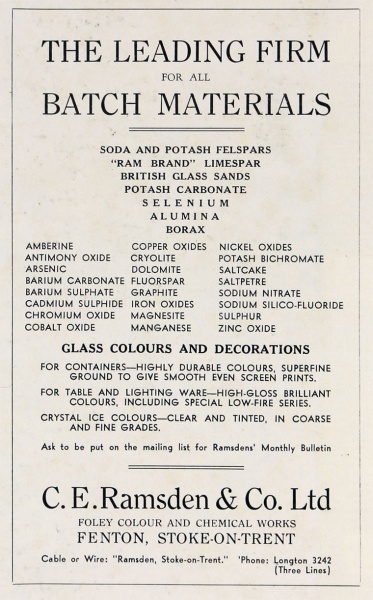 THE LEADING FIRM
FOR ALL
BATCH MATERIALS
SODA AND POTASH FELSPARS
"RAM BRAND" LIMESPAR
BRITISH GLASS SANDS
POTASH CARBONATE
SELENIUM
ALUMINA
BORAX
AMBERINE COPPER OXIDES NICKEL OXIDES
ANTIMONY OXIDE CRYOLITE POTASH BICHROMATE
ARSENIC DOLOMITE SALTCAKE
BARIUM CARBONATE FLUORSPAR SALTPETRE
BARIUM SULPHATE GRAPHITE SODIUM NITRATE
CADMIUM SULPHIDE IRON OXIDES SODIUM SILICO-FLUORIDE
CHROMIUM OXIDE MAGNESITE SULPHUR
COBALT OXIDE MANGANESE ZINC OXIDE
GLASS COLOURS AND DECORATIONS
FOR CONTAINERS—HIGHLY DURABLE COLOURS, SUPERFINE
GROUND TO GIVE SMOOTH EVEN SCREEN PRINTS.
FOR TABLE AND LIGHTING WARE—HIGH-GLOSS BRILLIANT
COLOURS, INCLUDING SPECIAL LOW-FIRE SERIES.
CRYSTAL ICE COLOURS—CLEAR AND TINTED, IN COARSE
AND FINE GRADES.
Ask to be put on the mailing list for Ramsdens' Monthly Bulletin
C. E. Ramsden & Co. Ltd
FOLEY COLOUR AND CHEMICAL WORKS
FENTON, STOKE-ON-TRENT
Cable or Wire: "Ramsden, Stoke-on-Trent." 'Phone: Longton 3242
(Three Lines)